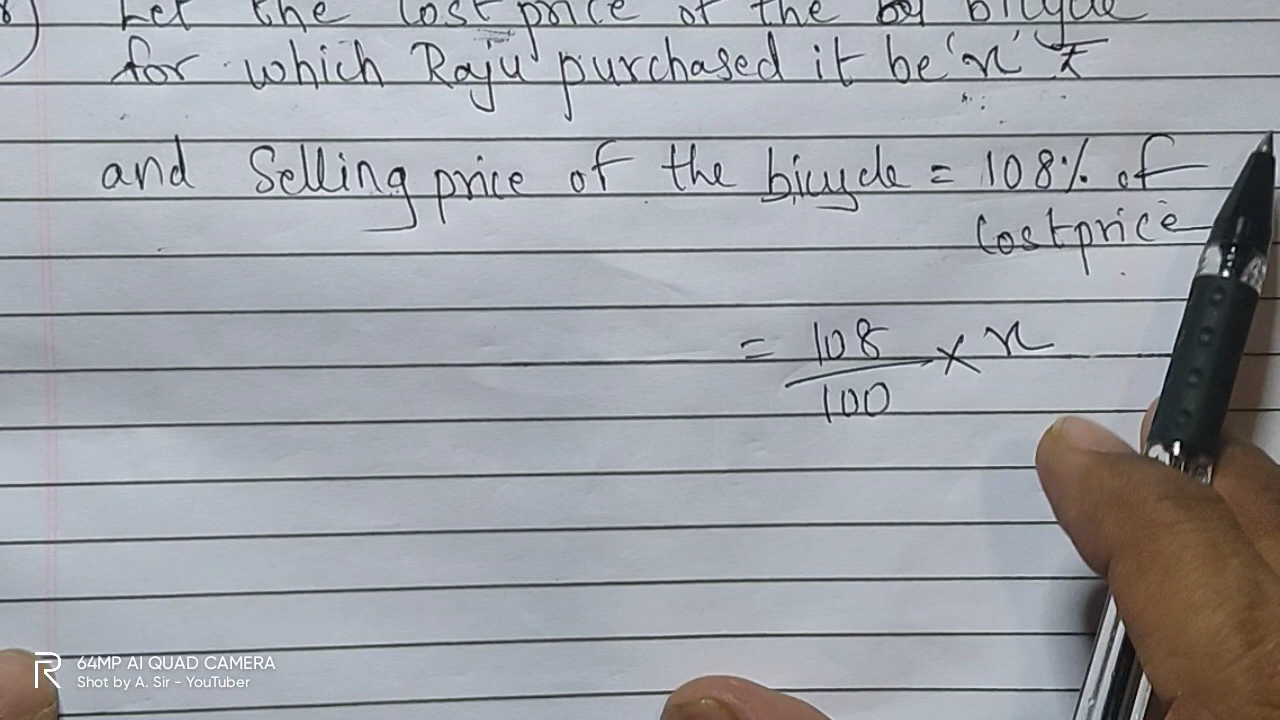 8) Let the cost price of the bicycle
for which Raju purchased it be 'x' ₹
and Selling price of the bicycle = 108% of
cost price
= 108/100 × x
64MP AI QUAD CAMERA
Shot by A. Sir - YouTuber